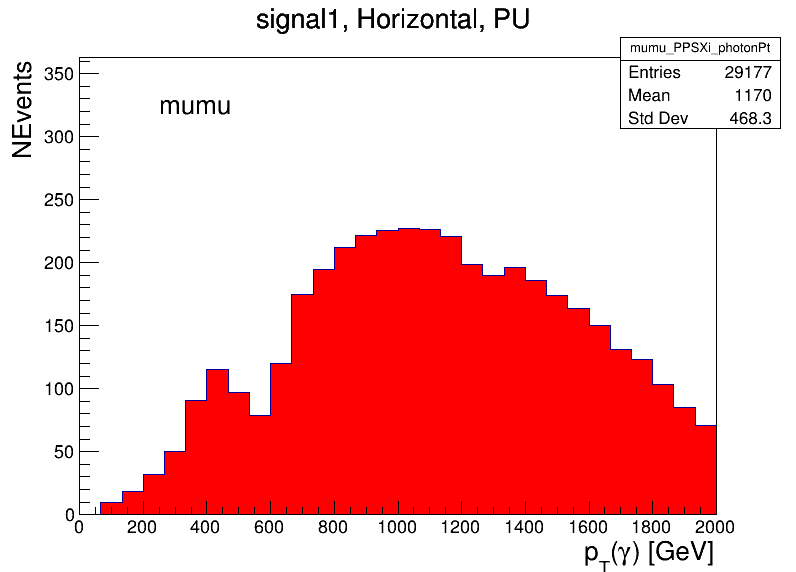 signal1, Horizontal, PU
mumu_PPSXi_photonPt
Entries 29177
Mean 1170
Std Dev 468.3
NEvents
mumu
350
300
250
200
150
100
50
0
0 200 400 600 800 1000 1200 1400 1600 1800 2000
p_T(γ) [GeV]